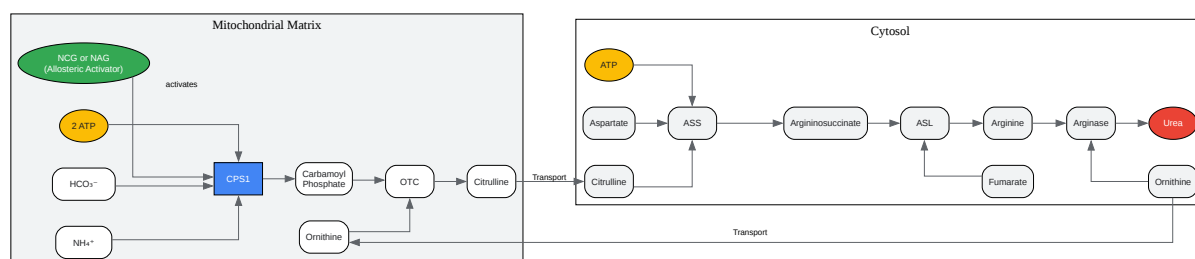 Mitochondrial Matrix
NCG or NAG
(Allosteric Activator)
activates
2 ATP
HCO₃⁻
NH₄⁺
CPS1
Carbamoyl
Phosphate
Ornithine
OTC
Citrulline
Transport
Cytosol
ATP
Aspartate
Citrulline
ASS
Argininosuccinate
ASL
Arginine
Arginase
Urea
Fumarate
Ornithine
Transport